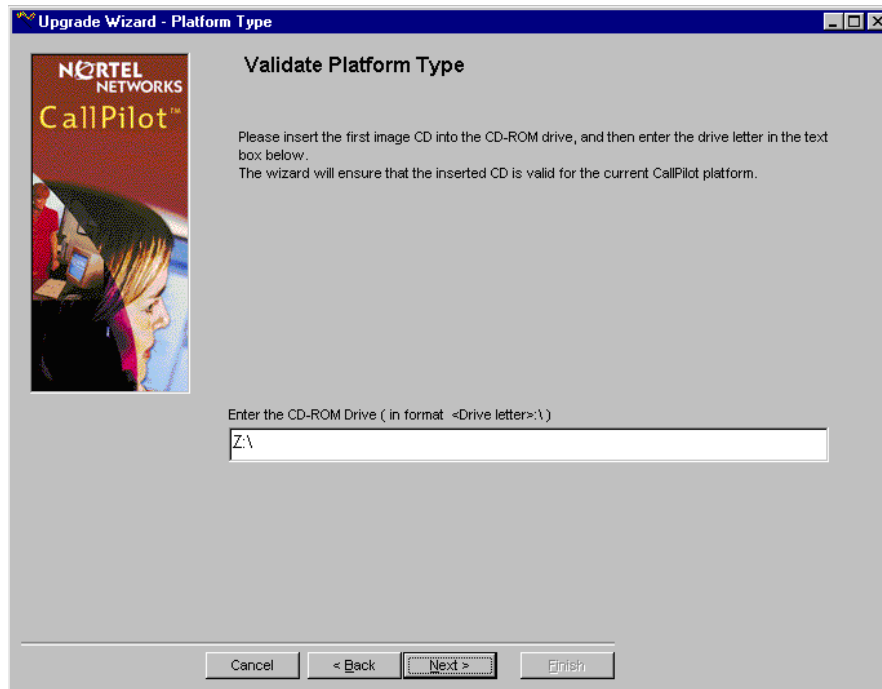 Upgrade Wizard - Platform Type
NORTEL
NETWORKS
CallPilot™
Validate Platform Type
Please insert the first image CD into the CD-ROM drive, and then enter the drive letter in the text
box below.
The wizard will ensure that the inserted CD is valid for the current CallPilot platform.
Enter the CD-ROM Drive ( in format <Drive letter>:\ )
Z:\
Cancel
< Back
Next >
Finish